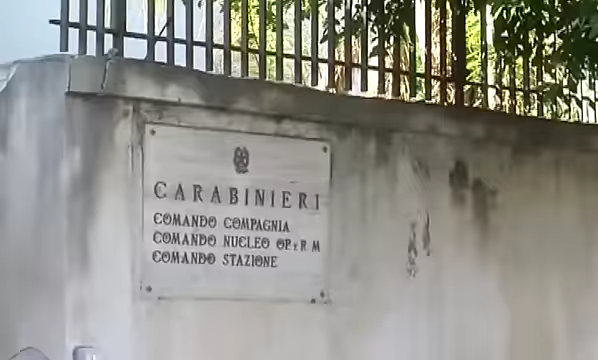 CARABINIERI
COMANDO COMPAGNIA
COMANDO NUCLEO OP. E R M
COMANDO STAZIONE